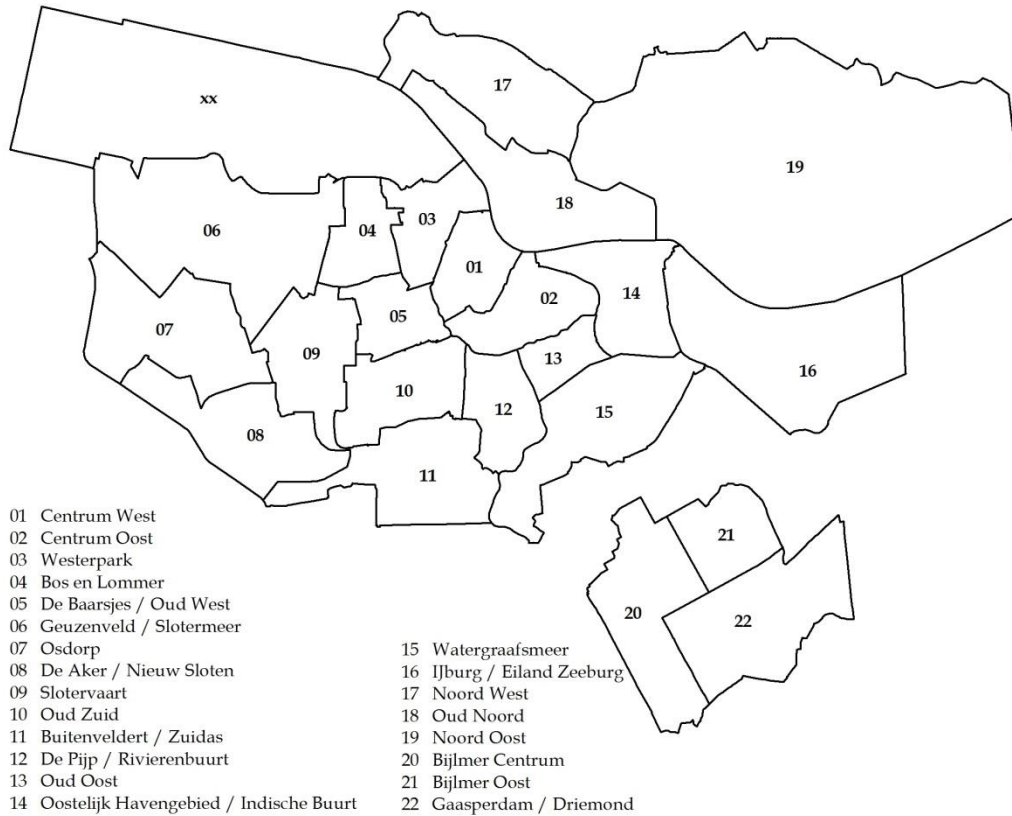 17
xx
19
18
03
06
04
01
02
14
05
07
09
13
16
10
12
15
08
11
21
20
22
01 Centrum West
02 Centrum Oost
03 Westerpark
04 Bos en Lommer
05 De Baarsjes / Oud West
06 Geuzenveld / Slotermeer
07 Osdorp
08 De Aker / Nieuw Sloten
09 Slotervaart
10 Oud Zuid
11 Buitenveldert / Zuidas
12 De Pijp / Rivierenbuurt
13 Oud Oost
14 Oostelijk Havengebied / Indische Buurt
15 Watergraafsmeer
16 IJburg / Eiland Zeeburg
17 Noord West
18 Oud Noord
19 Noord Oost
20 Bijlmer Centrum
21 Bijlmer Oost
22 Gaasperdam / Driemond